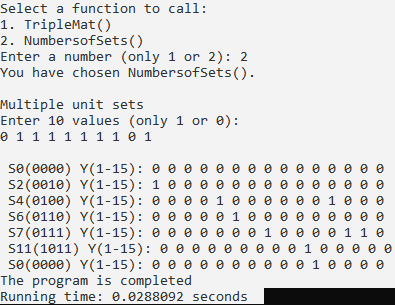 Select a function to call:
1. TripleMat()
2. NumbersofSets()
Enter a number (only 1 or 2): 2
You have chosen NumbersofSets().
Multiple unit sets
Enter 10 values (only 1 or 0):
0 1 1 1 1 1 1 1 0 1
S0(0000) Y(1-15): 0 0 0 0 0 0 0 0 0 0 0 0 0 0 0
S2(0010) Y(1-15): 1 0 0 0 0 0 0 0 0 0 0 0 0 0 0
S4(0100) Y(1-15): 0 0 0 0 1 0 0 0 0 0 0 1 0 0 0
S6(0110) Y(1-15): 0 0 0 0 0 1 0 0 0 0 0 0 0 0 0
S7(0111) Y(1-15): 0 0 0 0 0 0 0 1 0 0 0 0 1 1 0
S11(1011) Y(1-15): 0 0 0 0 0 0 0 0 0 1 0 0 0 0 0
S0(0000) Y(1-15): 0 0 0 0 0 0 0 0 0 0 1 0 0 0 0
The program is completed
Running time: 0.0288092 seconds